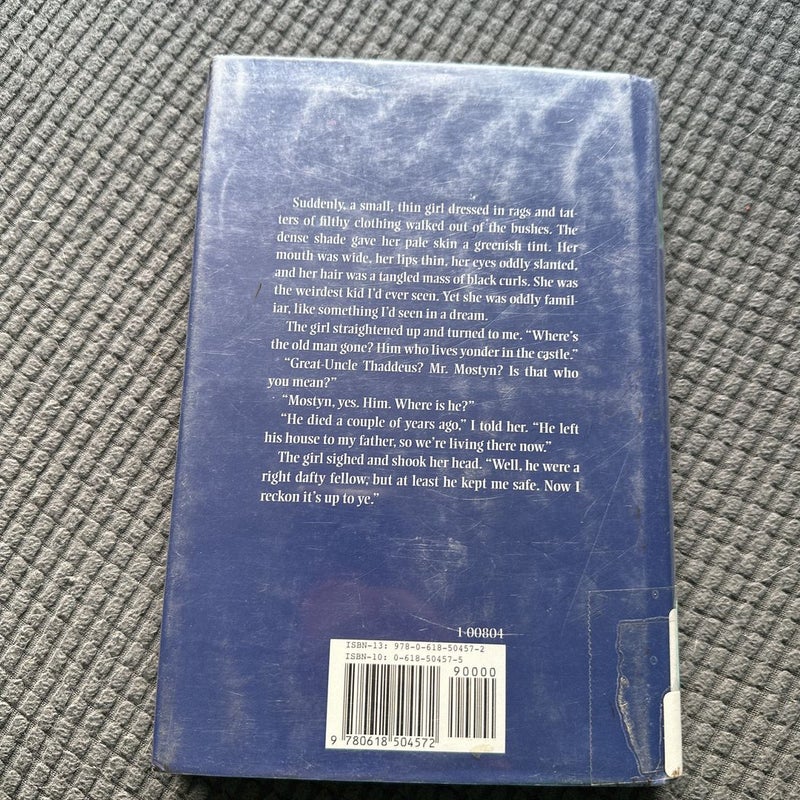 Suddenly, a small, thin girl dressed in rags and tat-
ters of filthy clothing walked out of the bushes. The
dense shade gave her pale skin a greenish tint. Her
mouth was wide, her lips thin, her eyes oddly slanted,
and her hair was a tangled mass of black curls. She was
the weirdest kid I'd ever seen. Yet she was oddly famil-
iar, like something I'd seen in a dream.
The girl straightened up and turned to me. "Where's
the old man gone? Him who lives yonder in the castle."
"Great-Uncle Thaddeus? Mr. Mostyn? Is that who
you mean?"
"Mostyn, yes. Him. Where is he?"
"He died a couple of years ago," I told her. "He left
his house to my father, so we're living there now."
The girl sighed and shook her head. "Well, he were a
right dafty fellow, but at least he kept me safe. Now I
reckon it's up to ye."
1-00804
ISBN-13: 978-0-618-50457-2
ISBN-10: 0-618-50457-5
90000
9 780618 504572